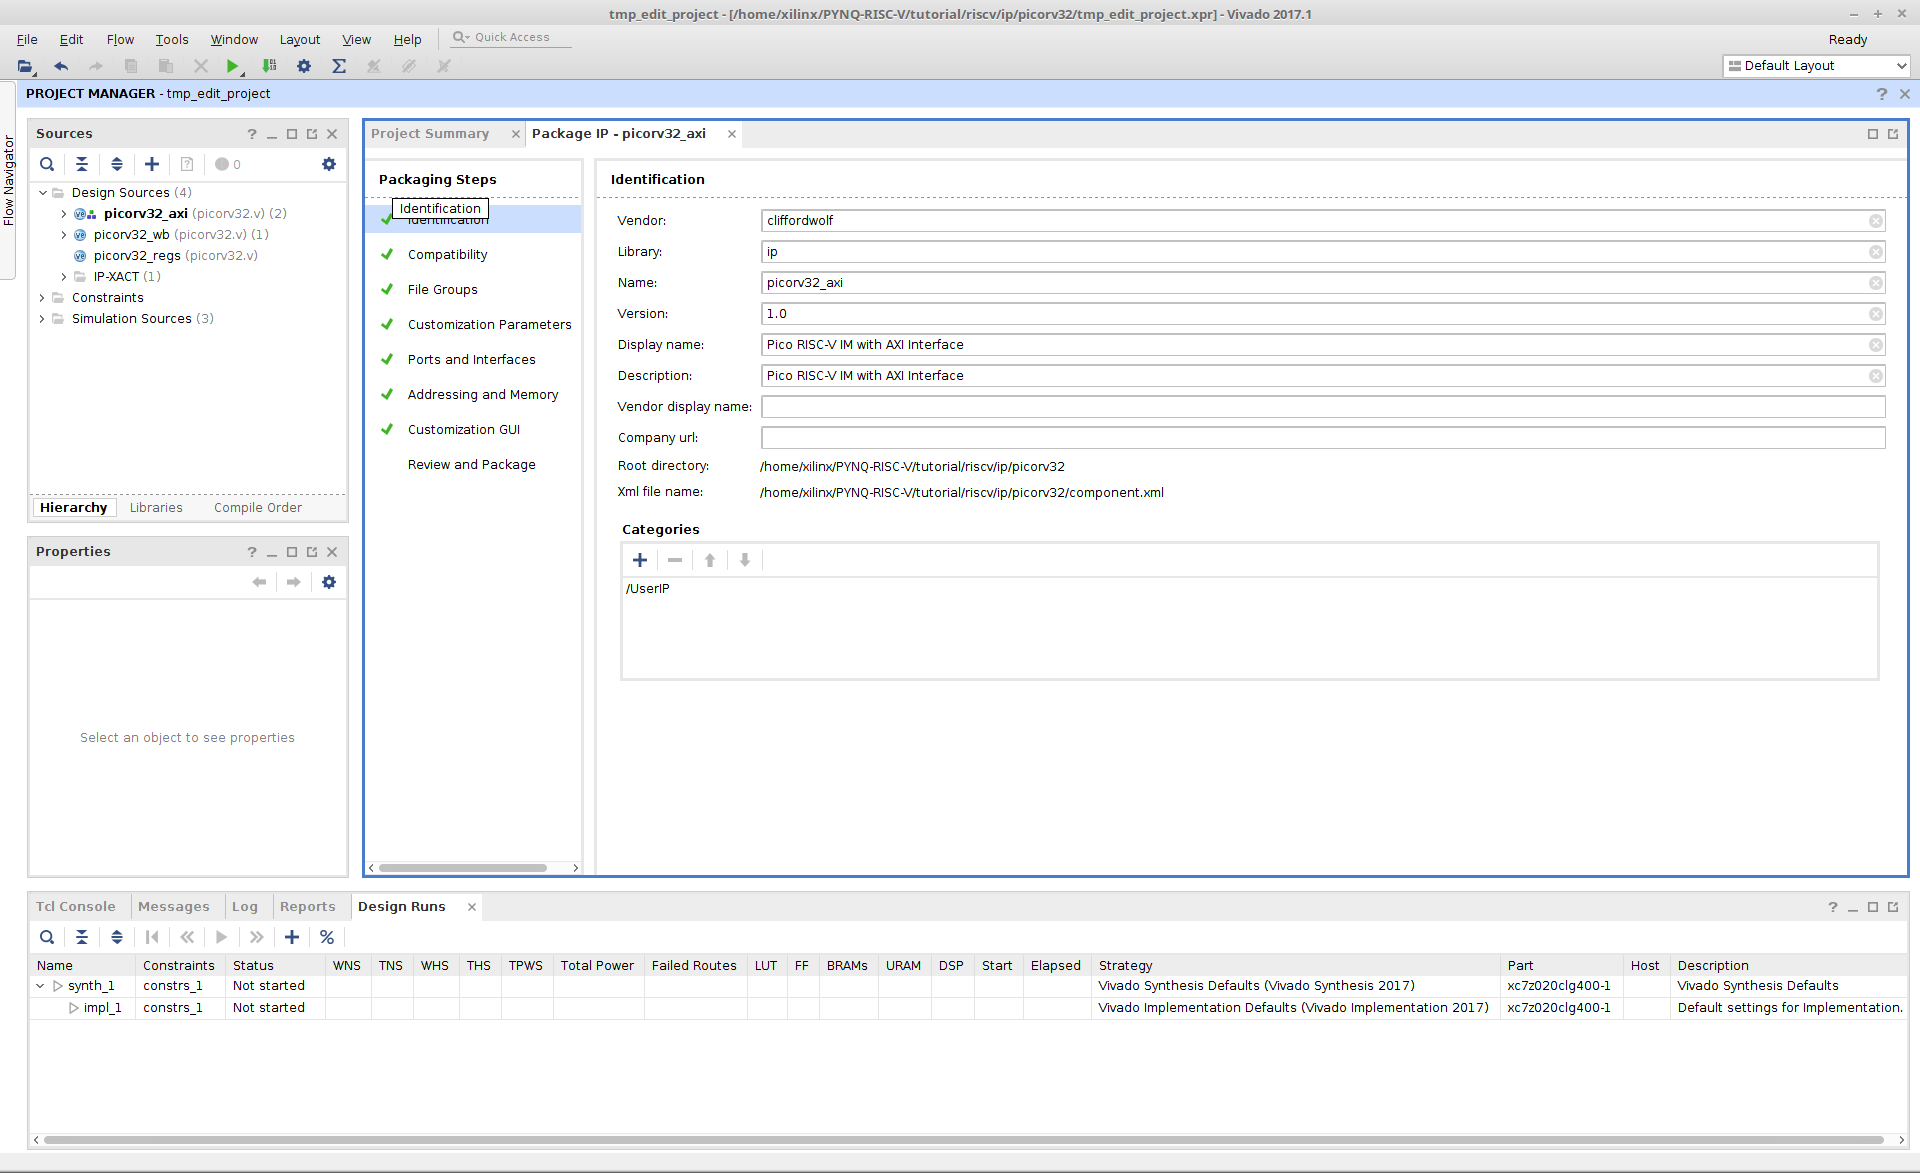 tmp_edit_project - [/home/xilinx/PYNQ-RISC-V/tutorial/riscv/ip/picorv32/tmp_edit_project.xpr] - Vivado 2017.1
File Edit Flow Tools Window Layout View Help Quick Access Ready
Default Layout
PROJECT MANAGER - tmp_edit_project
Flow Navigator
Sources
0
Design Sources (4)
picorv32_axi (picorv32.v) (2)
picorv32_wb (picorv32.v) (1)
picorv32_regs (picorv32.v)
IP-XACT (1)
Constraints
Simulation Sources (3)
Hierarchy Libraries Compile Order
Properties
Select an object to see properties
Project Summary Package IP - picorv32_axi
Packaging Steps
Identification
Identification
Compatibility
File Groups
Customization Parameters
Ports and Interfaces
Addressing and Memory
Customization GUI
Review and Package
Identification
Vendor: cliffordwolf
Library: ip
Name: picorv32_axi
Version: 1.0
Display name: Pico RISC-V IM with AXI Interface
Description: Pico RISC-V IM with AXI Interface
Vendor display name:
Company url:
Root directory: /home/xilinx/PYNQ-RISC-V/tutorial/riscv/ip/picorv32
Xml file name: /home/xilinx/PYNQ-RISC-V/tutorial/riscv/ip/picorv32/component.xml
Categories
/UserIP
Tcl Console Messages Log Reports Design Runs
Name Constraints Status WNS TNS WHS THS TPWS Total Power Failed Routes LUT FF BRAMs URAM DSP Start Elapsed Strategy Part Host Description
synth_1 constrs_1 Not started Vivado Synthesis Defaults (Vivado Synthesis 2017) xc7z020clg400-1 Vivado Synthesis Defaults
impl_1 constrs_1 Not started Vivado Implementation Defaults (Vivado Implementation 2017) xc7z020clg400-1 Default settings for Implementation.